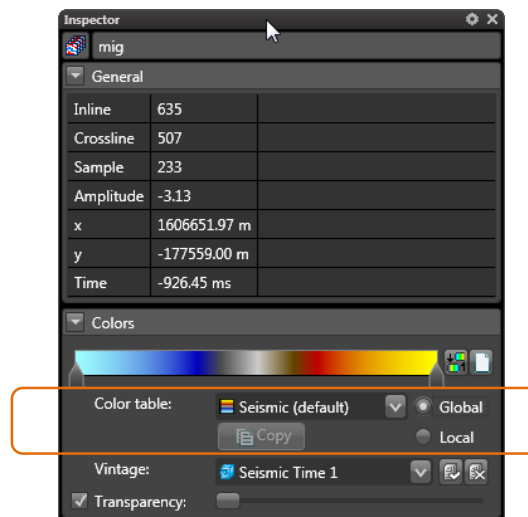 Inspector
mig
General
Inline 635
Crossline 507
Sample 233
Amplitude -3.13
x 1606651.97 m
y -177559.00 m
Time -926.45 ms
Colors
Color table: Seismic (default) Global
Copy Local
Vintage: Seismic Time 1
Transparency: